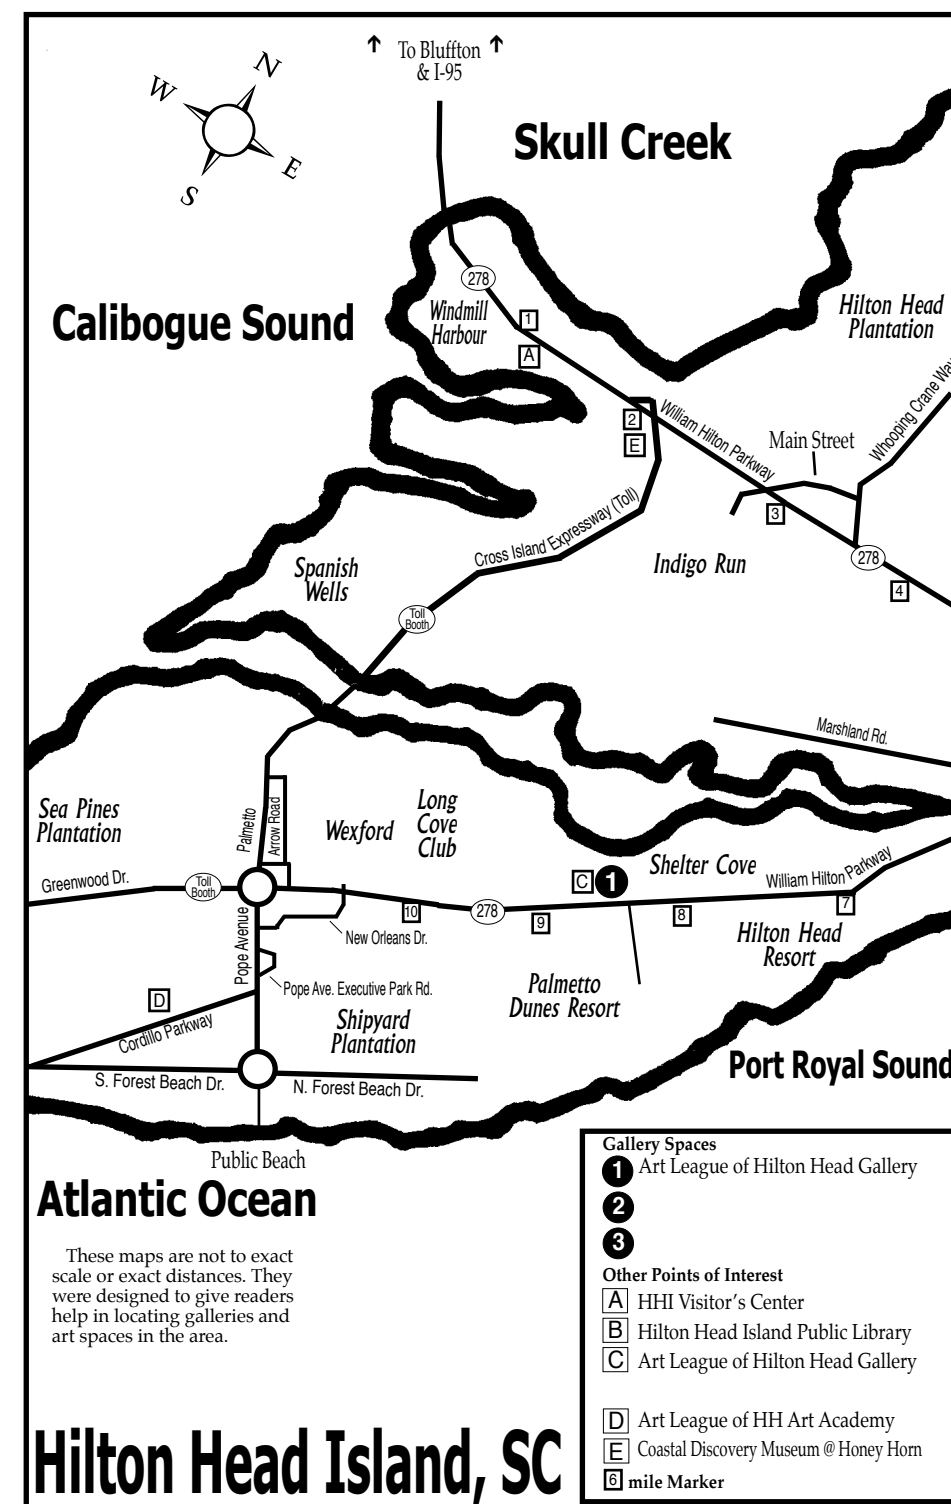 ↑ To Bluffton ↑
& I-95
N
W
E
S
Skull Creek
Calibogue Sound
278
Windmill
Harbour
1
A
Hilton Head
Plantation
Whooping Crane Way
2
E
William Hilton Parkway
Main Street
3
Cross Island Expressway (Toll)
Indigo Run
278
4
Spanish
Wells
Toll
Booth
Marshland Rd.
Sea Pines
Plantation
Palmetto
Arrow Road
Wexford
Long
Cove
Club
Shelter Cove
C
1
William Hilton Parkway
Greenwood Dr.
Toll
Booth
10
278
9
8
7
Pope Avenue
New Orleans Dr.
Hilton Head
Resort
Pope Ave. Executive Park Rd.
Palmetto
Dunes Resort
D
Cordillo Parkway
Shipyard
Plantation
S. Forest Beach Dr.
N. Forest Beach Dr.
Port Royal Sound
Public Beach
Atlantic Ocean
These maps are not to exact
scale or exact distances. They
were designed to give readers
help in locating galleries and
art spaces in the area.
Hilton Head Island, SC
Gallery Spaces
1 Art League of Hilton Head Gallery
2
3
Other Points of Interest
A HHI Visitor's Center
B Hilton Head Island Public Library
C Art League of Hilton Head Gallery
D Art League of HH Art Academy
E Coastal Discovery Museum @ Honey Horn
6 mile Marker